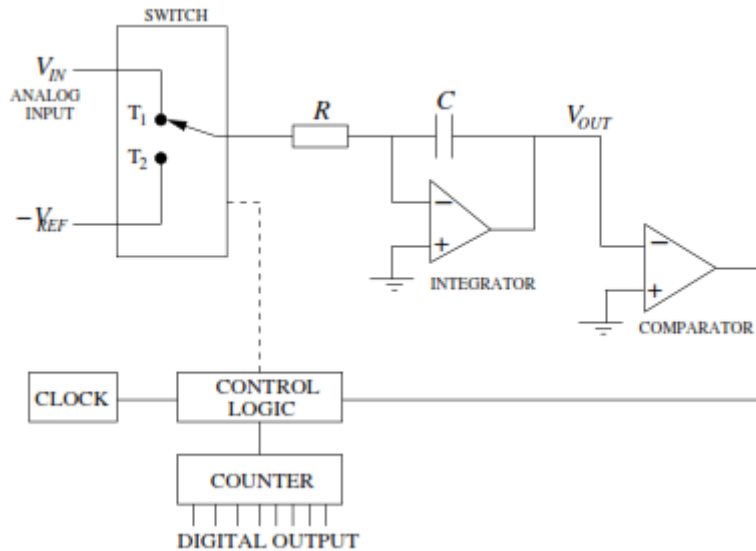 SWITCH
V_IN
ANALOG
INPUT
T₁
T₂
−V_REF
R
C
V_OUT
−
+
INTEGRATOR
−
+
COMPARATOR
CLOCK
CONTROL
LOGIC
COUNTER
DIGITAL OUTPUT